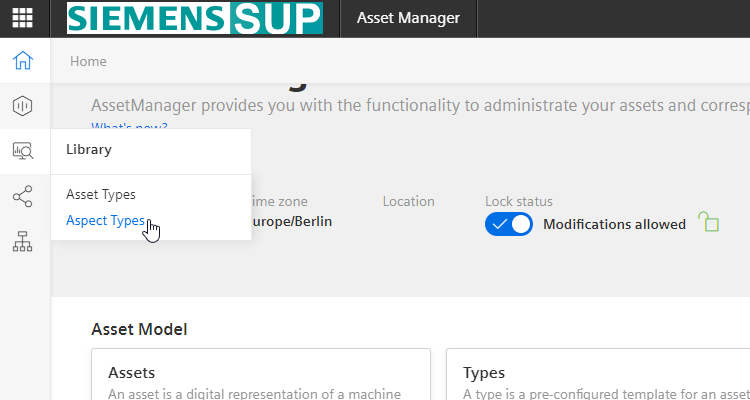 SIEMENS SUP
Asset Manager
Home
AssetManager provides you with the functionality to administrate your assets and corresp
What's new?
Library
Asset Types
Aspect Types
ime zone
urope/Berlin
Location
Lock status
Modifications allowed
Asset Model
Assets
An asset is a digital representation of a machine
Types
A type is a pre-configured template for an asset